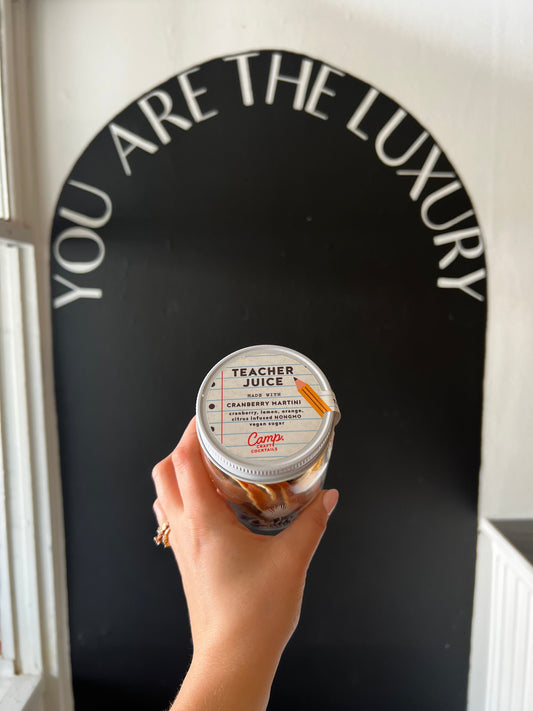 YOU ARE THE LUXURY
TEACHER
JUICE
MADE WITH
CRANBERRY MARTINI
cranberry, lemon, orange,
citrus infused HONGMO
vegan sugar
Camp.
CRAFT
COCKTAILS